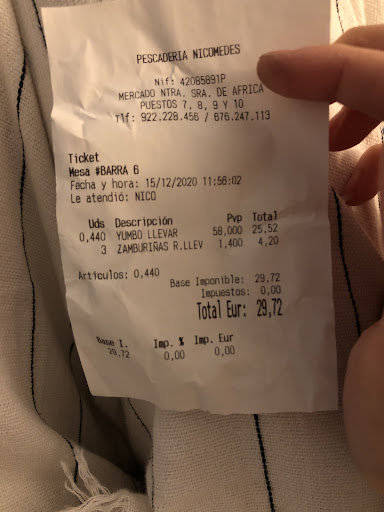 PESCADERIA NICOMEDES
Nif: 42085891P
MERCADO NTRA. SRA. DE AFRICA
PUESTOS 7, 8, 9 Y 10
Tlf: 922.228.456 / 676.247.113
Ticket
Mesa #BARRA 6
Fecha y hora: 15/12/2020 11:56:02
Le atendió: NICO
Uds Descripción Pvp Total
0,440 YUMBO LLEVAR 58,000 25,52
3 ZAMBURIÑAS R.LLEV 1,400 4,20
Articulos: 0,440
Base Imponible: 29,72
Impuestos: 0,00
Total Eur: 29,72
Base I. Imp. % Imp. Eur
29,72 0,00 0,00